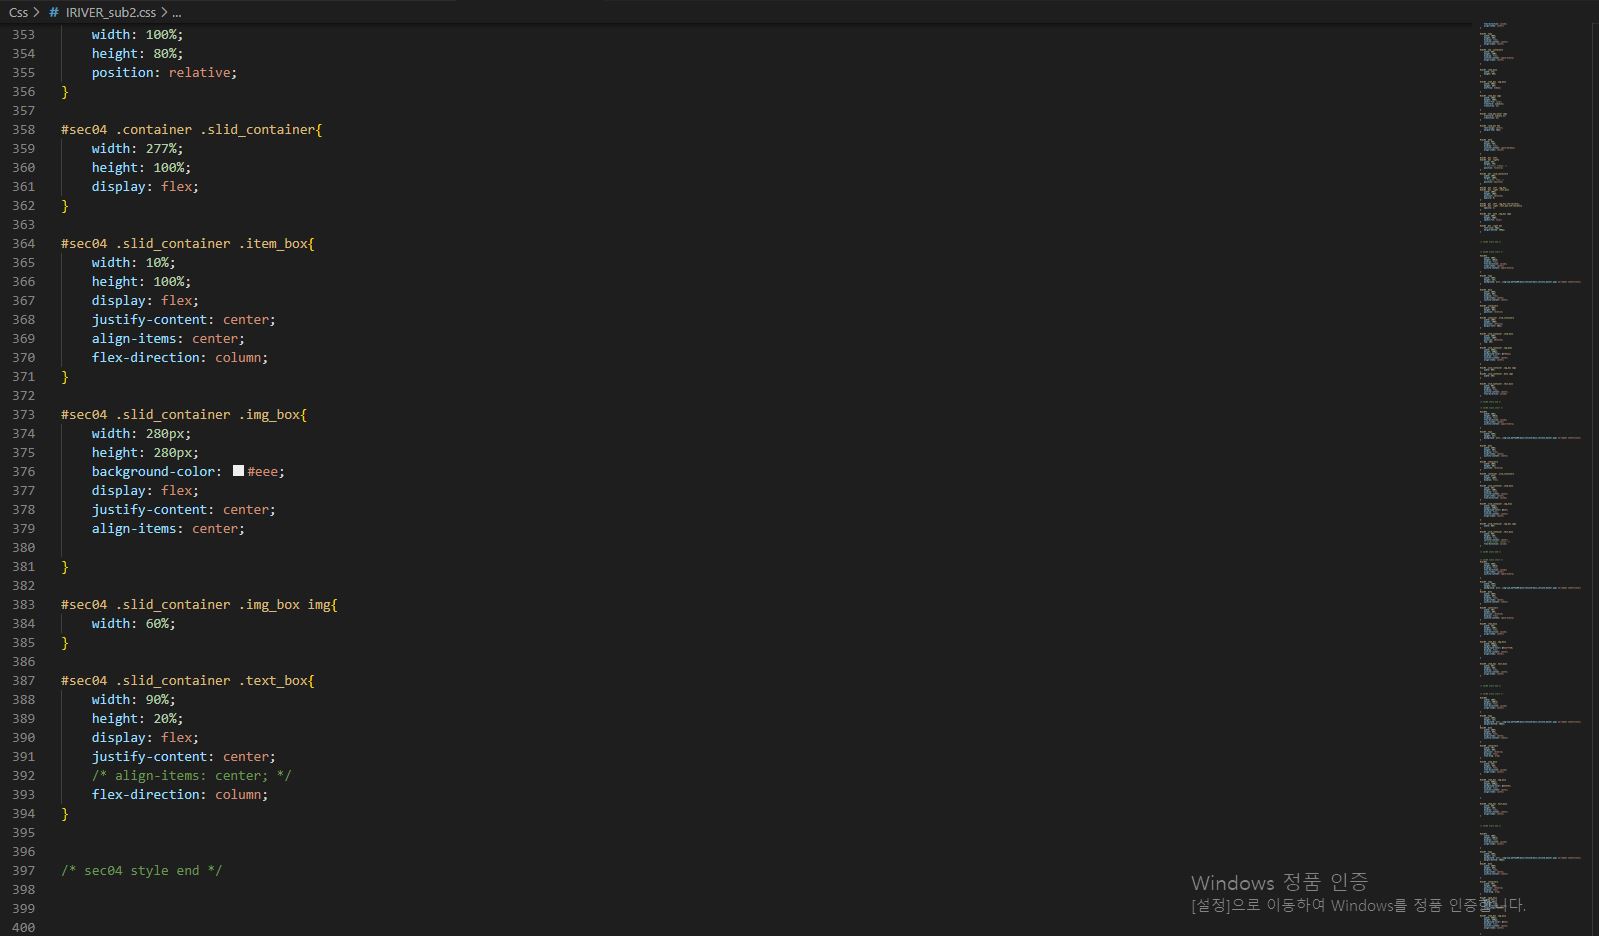 Css > # IRIVER_sub2.css > ...
353 width: 100%;
354 height: 80%;
355 position: relative;
356 }
357
358 #sec04 .container .slid_container{
359 width: 277%;
360 height: 100%;
361 display: flex;
362 }
363
364 #sec04 .slid_container .item_box{
365 width: 10%;
366 height: 100%;
367 display: flex;
368 justify-content: center;
369 align-items: center;
370 flex-direction: column;
371 }
372
373 #sec04 .slid_container .img_box{
374 width: 280px;
375 height: 280px;
376 background-color: #eee;
377 display: flex;
378 justify-content: center;
379 align-items: center;
380
381 }
382
383 #sec04 .slid_container .img_box img{
384 width: 60%;
385 }
386
387 #sec04 .slid_container .text_box{
388 width: 90%;
389 height: 20%;
390 display: flex;
391 justify-content: center;
392 /* align-items: center; */
393 flex-direction: column;
394 }
395
396
397 /* sec04 style end */
398
399
400
Windows 정품 인증
[설정]으로 이동하여 Windows를 정품 인증합니다.